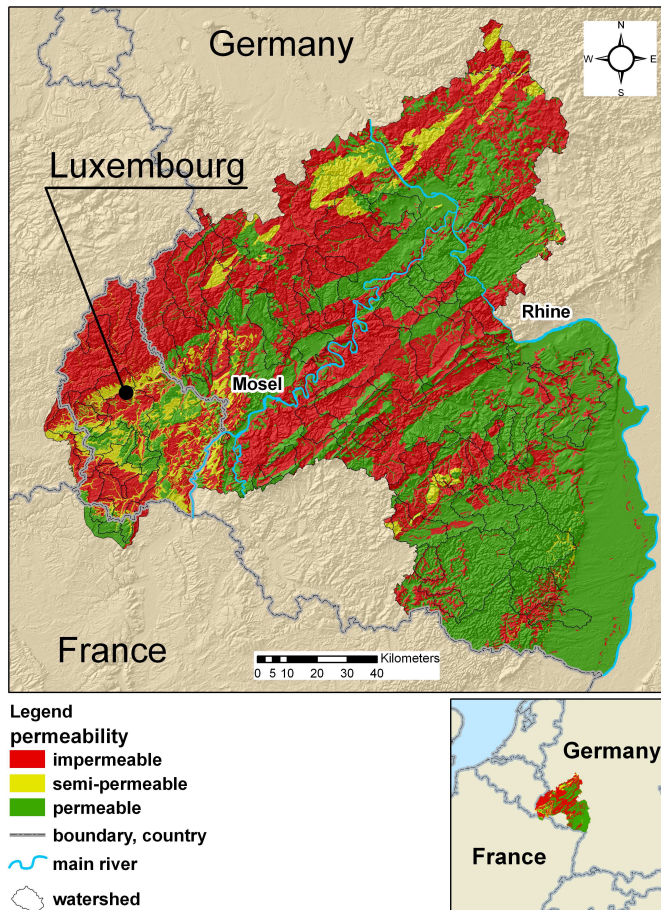 Germany
N
W
E
S
Luxembourg
Rhine
Mosel
France
Kilometers
0 5 10 20 30 40
Legend
permeability
impermeable
semi-permeable
permeable
boundary, country
main river
watershed
Germany
France